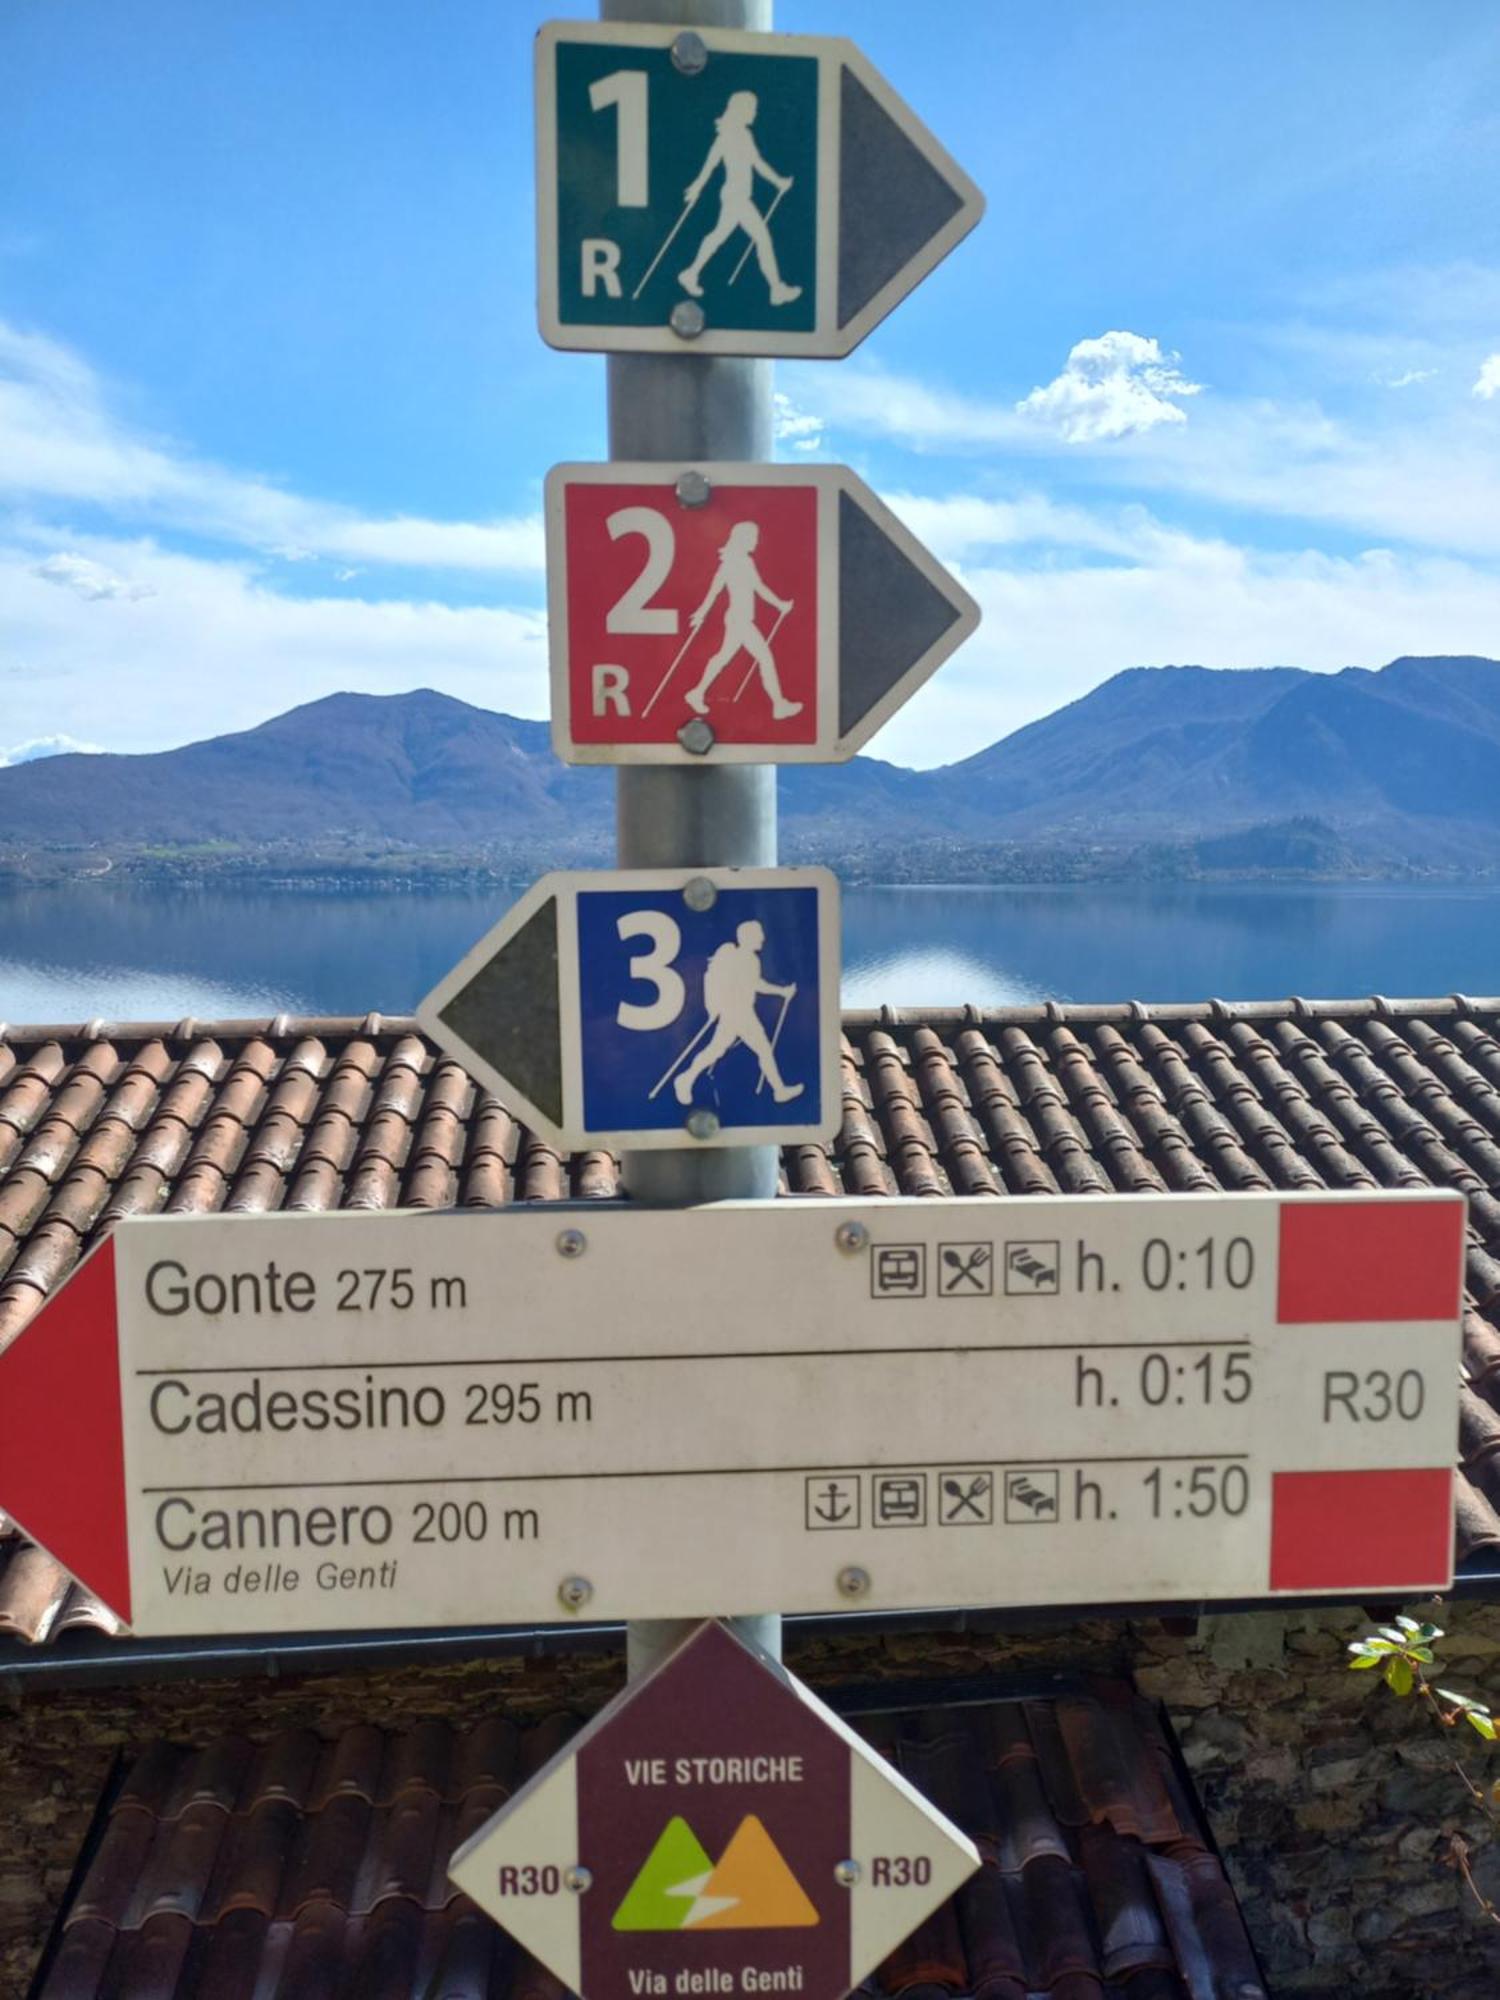 1
R
2
R
3
Gonte 275 m h. 0:10
Cadessino 295 m h. 0:15
R30
Cannero 200 m h. 1:50
Via delle Genti
VIE STORICHE
R30 R30
Via delle Genti